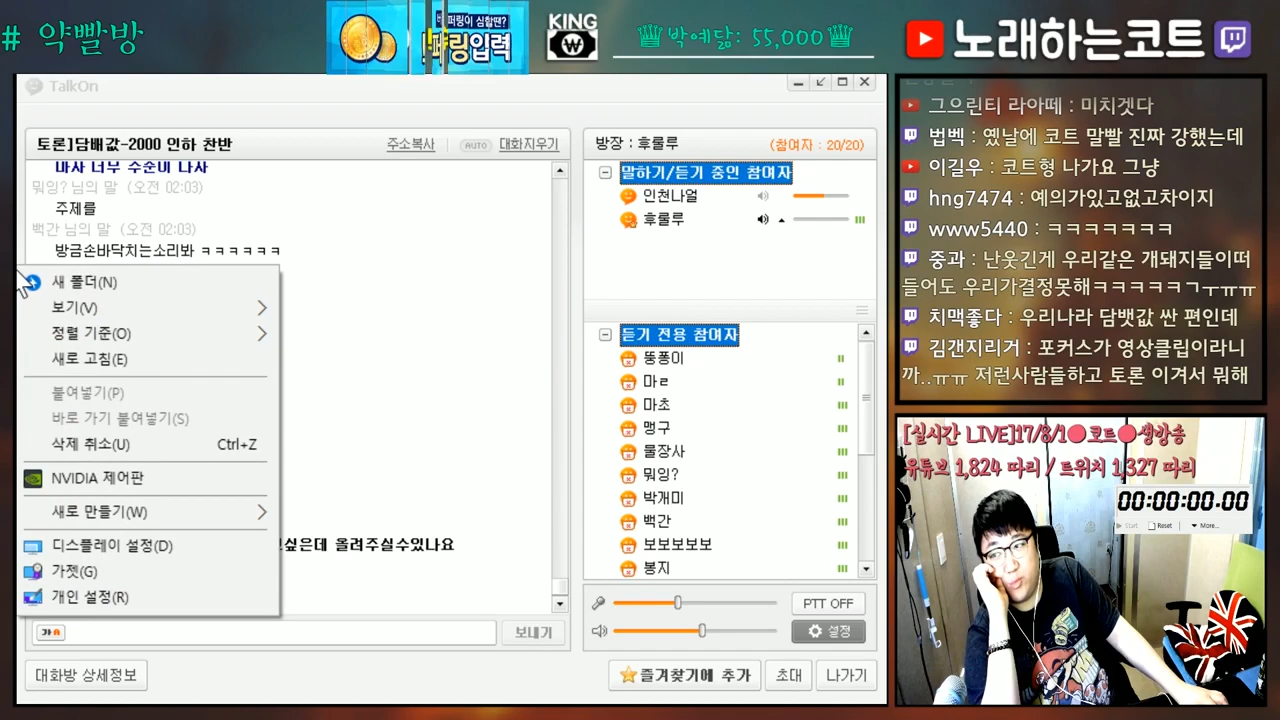 # 약빨방
버퍼링이 심할땐?
퍼링입력
KING
₩
♛박에닮: 55,000♛
노래하는코트
TalkOn
토론]담배값-2000 인하 찬반
주소복사
AUTO
대화지우기
마사 너무 수준미 나사
뭐잉? 님의 말 (오전 02:03)
주제를
백간 님의 말 (오전 02:03)
방금손바닥치는소리봐 ㅋㅋㅋㅋㅋㅋ
새 폴더(N)
보기(V)
정렬 기준(O)
새로 고침(E)
붙여넣기(P)
바로 가기 붙여넣기(S)
삭제 취소(U) Ctrl+Z
NVIDIA 제어판
새로 만들기(W)
디스플레이 설정(D)
가젯(G)
개인 설정(R)
싶은데 올려주실수있나요
가A
보내기
대화방 상세정보
방장 : 후룰루
(참여자 : 20/20)
말하기/듣기 중인 참여자
인천나얼
후룰루
듣기 전용 참여자
뚱퐁이
마ㄹ
마초
맹구
물장사
뭐잉?
박개미
백간
보보보보보
봉지
PTT OFF
설정
즐겨찾기에 추가
초대
나가기
그으린티 라아떼 : 미치겟다
법벡 : 옜날에 코트 말빨 진짜 강했는데
이길우 : 코트형 나가요 그냥
hng7474 : 예의가있고없고차이지
www5440 : ㅋㅋㅋㅋㅋㅋㅋ
중과 : 난웃긴게 우리같은 개돼지들이떠
들어도 우리가결정못해ㅋㅋㅋㅋㅋㄱㅜㅠㅠ
치맥좋다 : 우리나라 담뱃값 싼 편인데
김갠지리거 : 포커스가 영상클립이라니
까..ㅠㅠ 저런사람들하고 토론 이겨서 뭐해
[실시간 LIVE]17/8/1●코트●생방송
유튜브 1,824 따리 / 트위치 1,327 따리
00:00:00.00
Start
Reset
More...